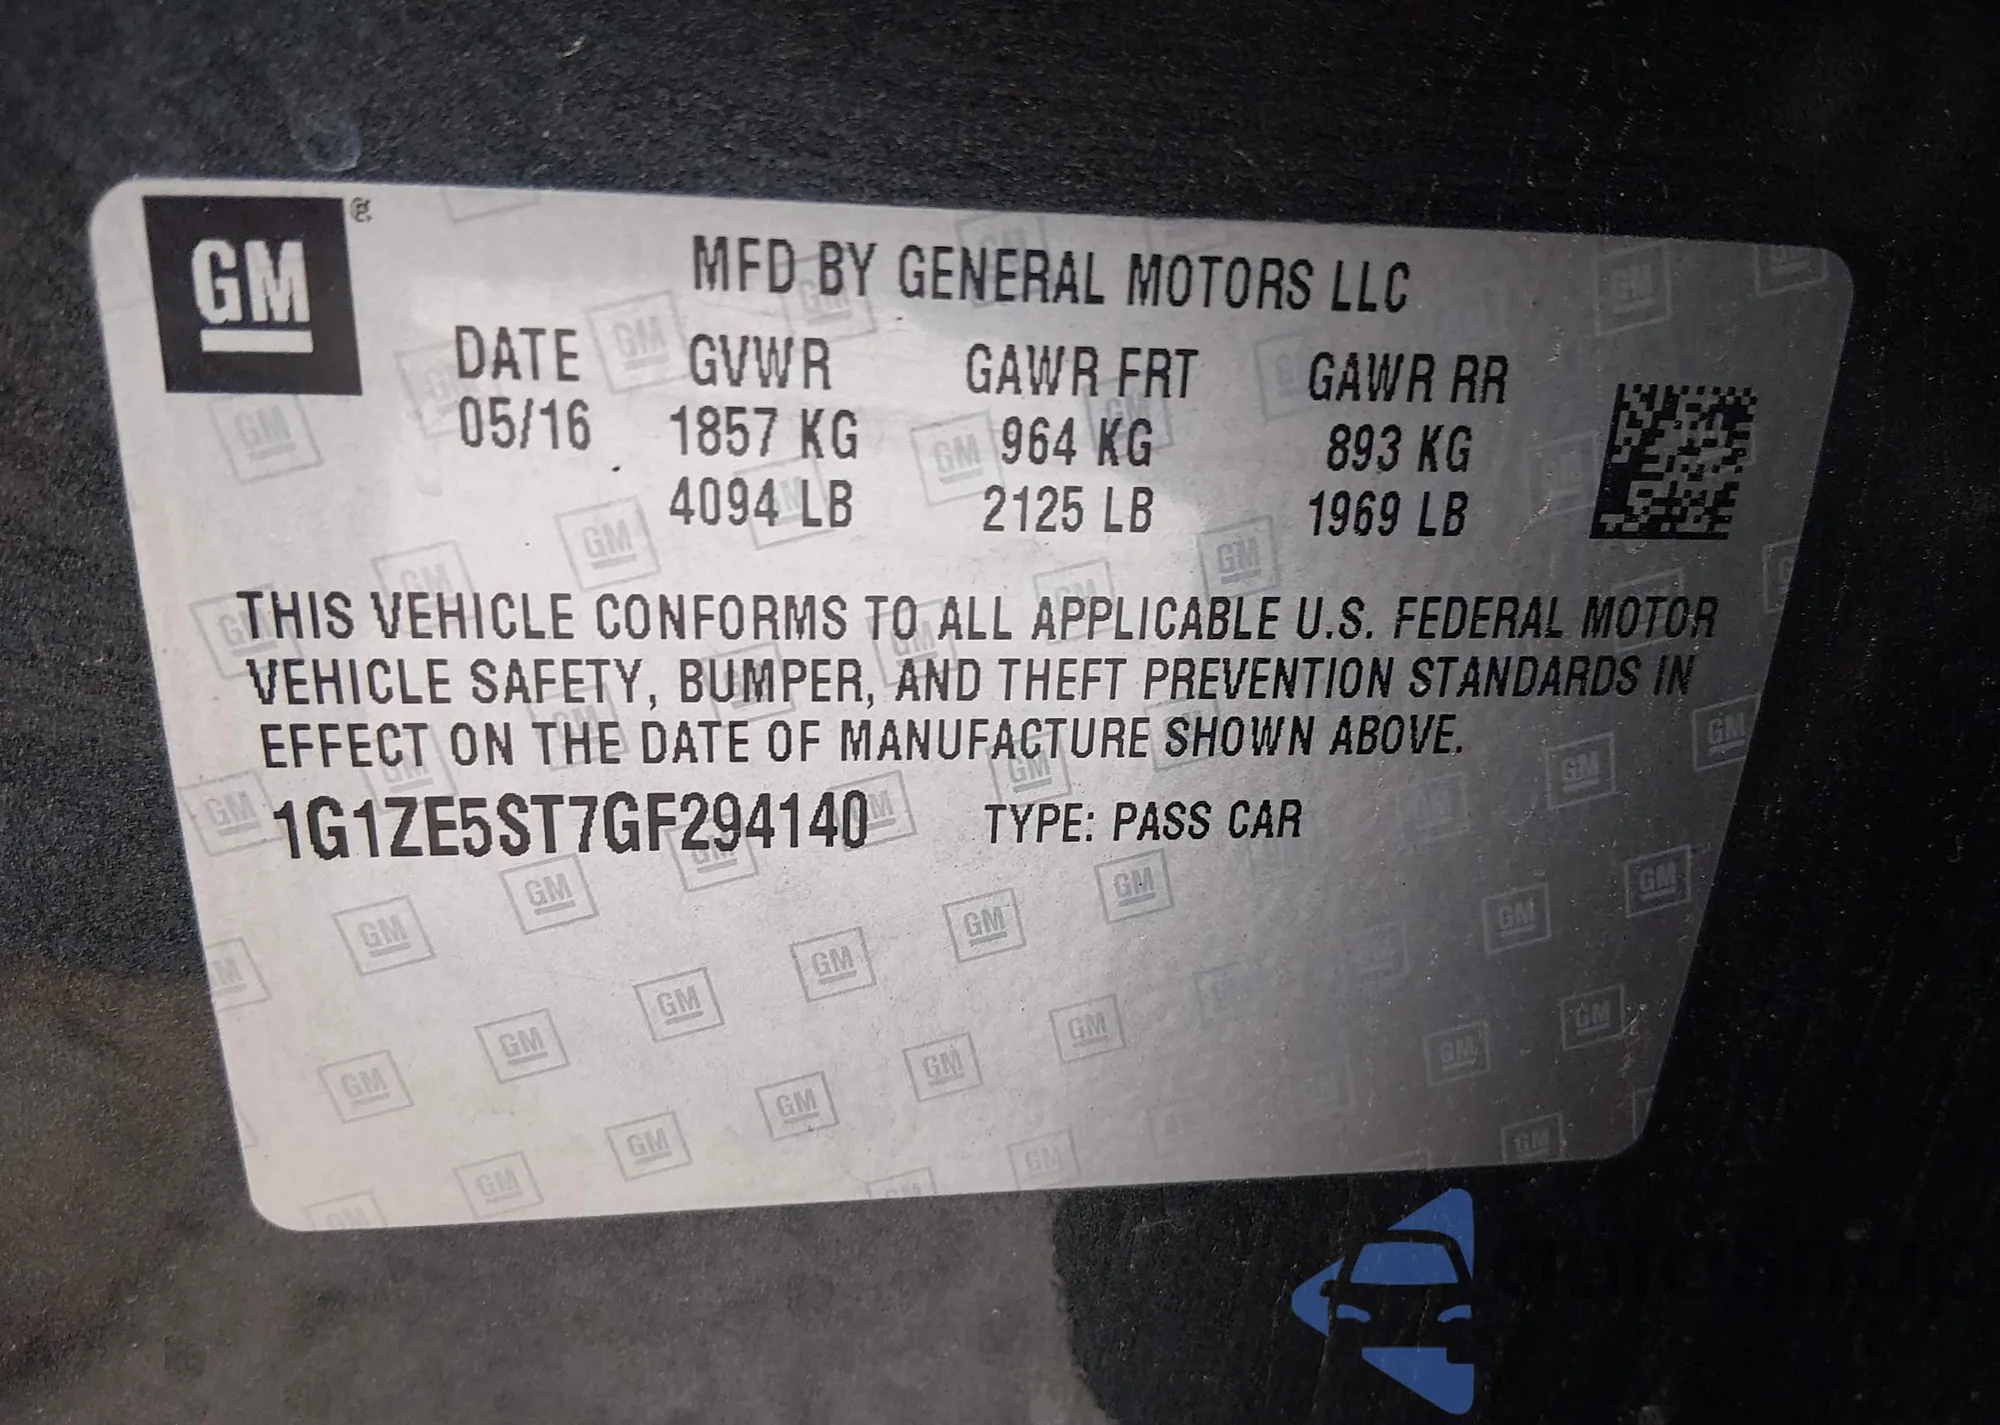 GM
MFD BY GENERAL MOTORS LLC
DATE GVWR GAWR FRT GAWR RR
05/16 1857 KG 964 KG 893 KG
4094 LB 2125 LB 1969 LB
THIS VEHICLE CONFORMS TO ALL APPLICABLE U.S. FEDERAL MOTOR
VEHICLE SAFETY, BUMPER, AND THEFT PREVENTION STANDARDS IN
EFFECT ON THE DATE OF MANUFACTURE SHOWN ABOVE.
1G1ZE5ST7GF294140 TYPE: PASS CAR